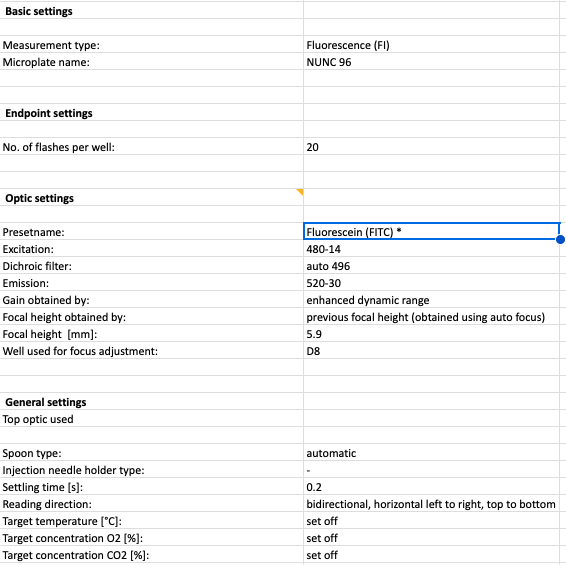 Basic settings
Measurement type: Fluorescence (FI)
Microplate name: NUNC 96
Endpoint settings
No. of flashes per well: 20
Optic settings
Presetname: Fluorescein (FITC) *
Excitation: 480-14
Dichroic filter: auto 496
Emission: 520-30
Gain obtained by: enhanced dynamic range
Focal height obtained by: previous focal height (obtained using auto focus)
Focal height  [mm]: 5.9
Well used for focus adjustment: D8
General settings
Top optic used
Spoon type: automatic
Injection needle holder type: -
Settling time [s]: 0.2
Reading direction: bidirectional, horizontal left to right, top to bottom
Target temperature [°C]: set off
Target concentration O2 [%]: set off
Target concentration CO2 [%]: set off